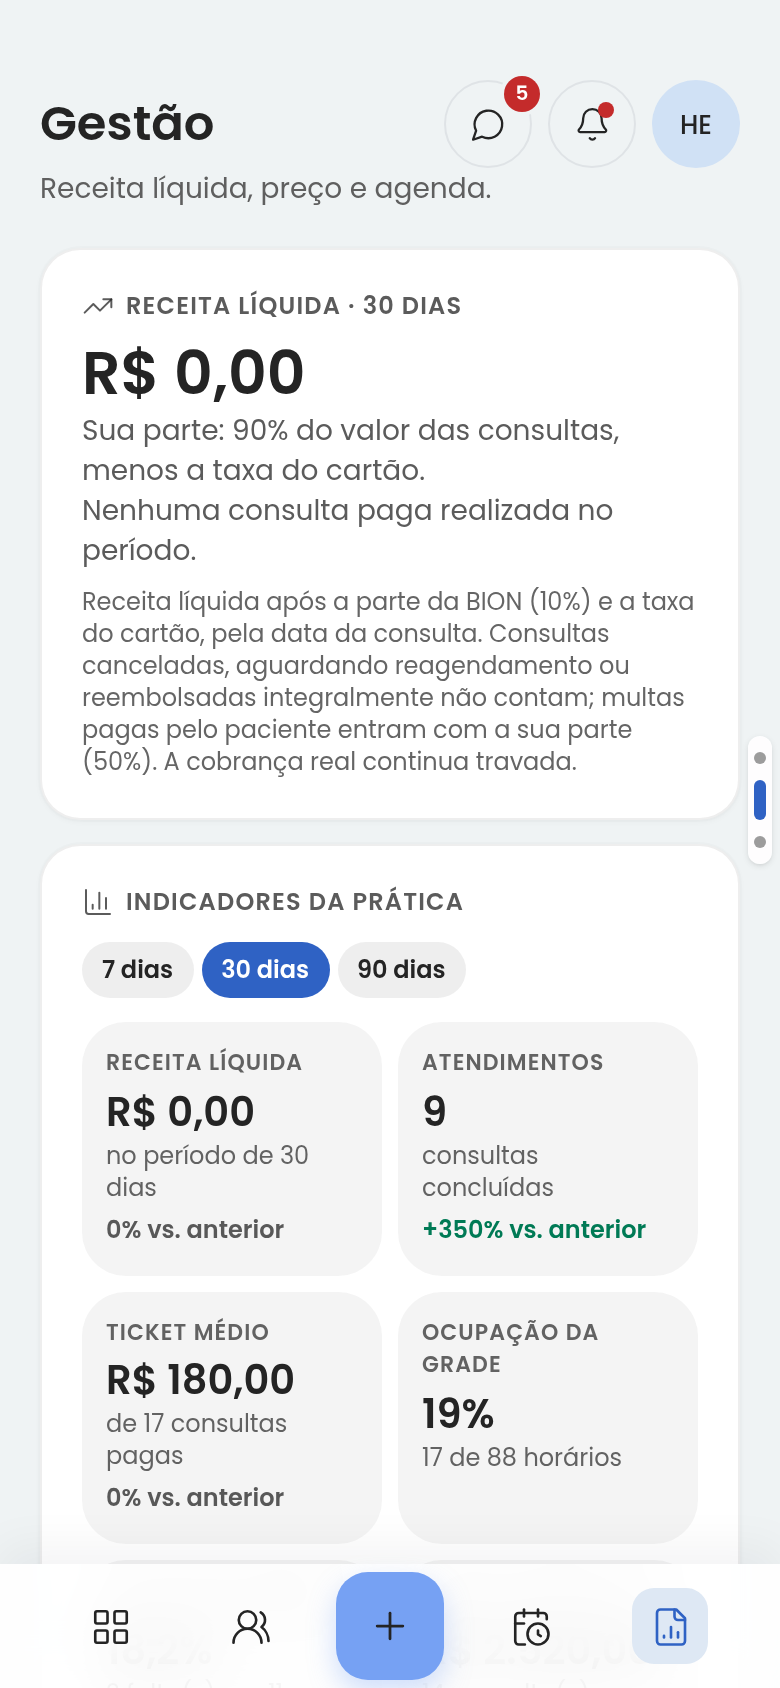 Gestão
5
HE
Receita líquida, preço e agenda.
RECEITA LÍQUIDA · 30 DIAS
R$ 0,00
Sua parte: 90% do valor das consultas,
menos a taxa do cartão.
Nenhuma consulta paga realizada no
período.
Receita líquida após a parte da BION (10%) e a taxa
do cartão, pela data da consulta. Consultas
canceladas, aguardando reagendamento ou
reembolsadas integralmente não contam; multas
pagas pelo paciente entram com a sua parte
(50%). A cobrança real continua travada.
INDICADORES DA PRÁTICA
7 dias
30 dias
90 dias
RECEITA LÍQUIDA
R$ 0,00
no período de 30
dias
0% vs. anterior
ATENDIMENTOS
9
consultas
concluídas
+350% vs. anterior
TICKET MÉDIO
R$ 180,00
de 17 consultas
pagas
0% vs. anterior
OCUPAÇÃO DA
GRADE
19%
17 de 88 horários